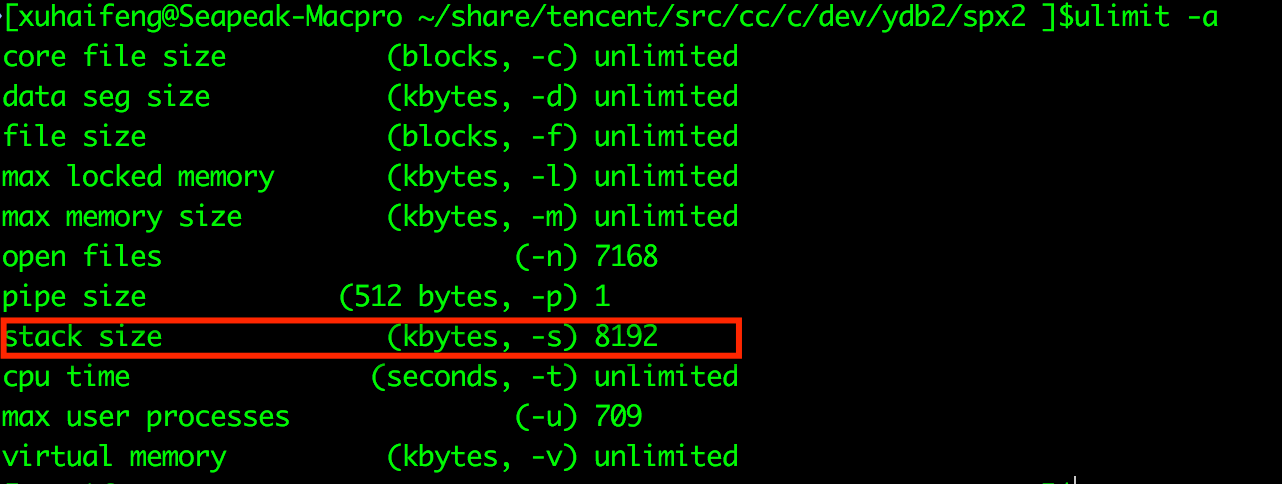 [xuhaifeng@Seapeak-Macpro ~/share/tencent/src/cc/c/dev/ydb2/spx2 ]$ulimit -a
core file size          (blocks, -c) unlimited
data seg size           (kbytes, -d) unlimited
file size               (blocks, -f) unlimited
max locked memory       (kbytes, -l) unlimited
max memory size         (kbytes, -m) unlimited
open files                      (-n) 7168
pipe size            (512 bytes, -p) 1
stack size              (kbytes, -s) 8192
cpu time               (seconds, -t) unlimited
max user processes              (-u) 709
virtual memory          (kbytes, -v) unlimited